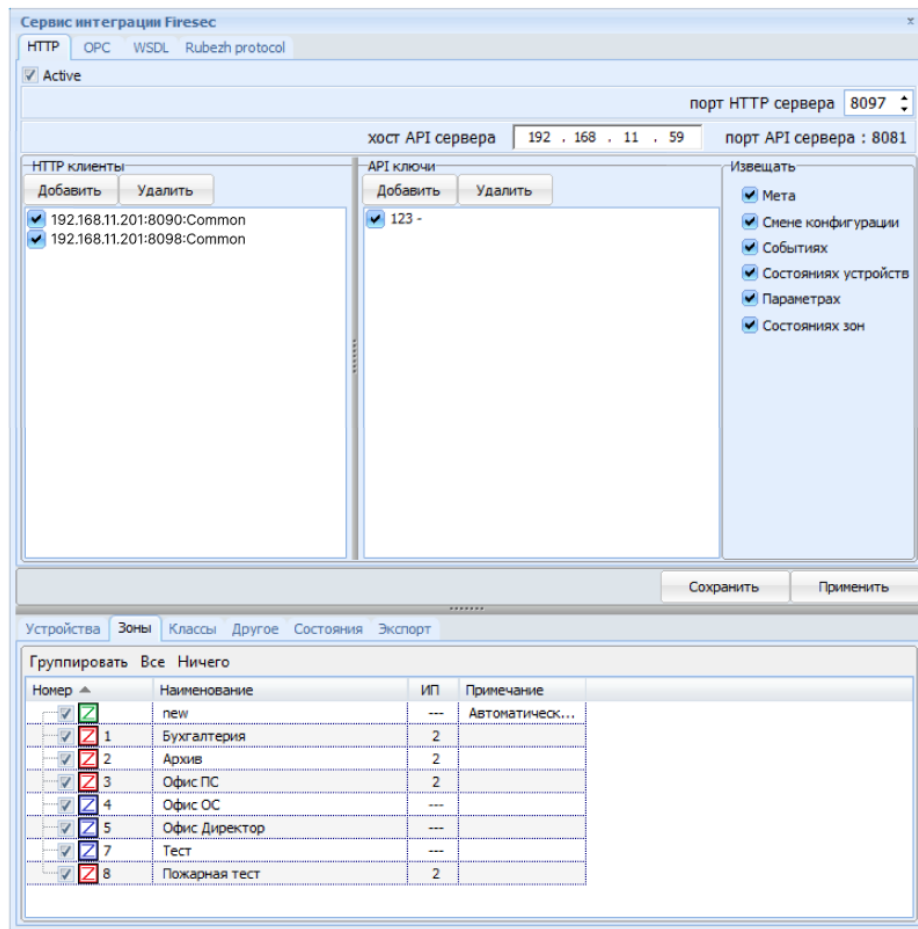 Сервис интеграции Firesec
HTTP OPC WSDL Rubezh protocol
Active
порт HTTP сервера 8097
хост API сервера 192 . 168 . 11 . 59 порт API сервера : 8081
HTTP клиенты API ключи Извещать
Добавить Удалить Добавить Удалить
Мета
192.168.11.201:8090:Common 123 -
Смене конфигурации
192.168.11.201:8098:Common
Событиях
Состояниях устройств
Параметрах
Состояниях зон
Сохранить Применить
Устройства Зоны Классы Другое Состояния Экспорт
Группировать Все Ничего
Номер Наименование ИП Примечание
new --- Автоматическ...
1 Бухгалтерия 2
2 Архив 2
3 Офис ПС 2
4 Офис ОС ---
5 Офис Директор ---
7 Тест ---
8 Пожарная тест 2